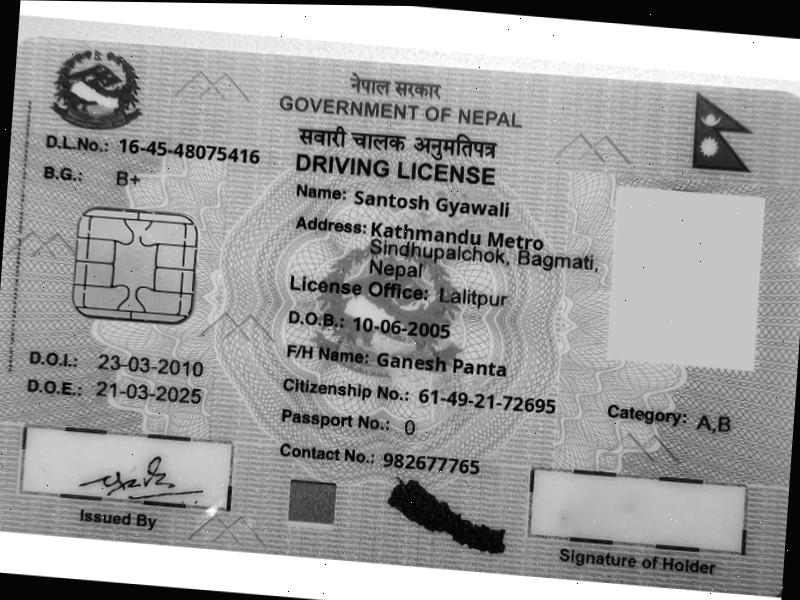 नेपाल सरकार
GOVERNMENT OF NEPAL
सवारी चालक अनुमतिपत्र
DRIVING LICENSE
D.L.No.: 16-45-48075416
B.G.: B+
Name: Santosh Gyawali
Address: Kathmandu Metro
Sindhupalchok, Bagmati,
Nepal
License Office: Lalitpur
D.O.B.: 10-06-2005
F/H Name: Ganesh Panta
D.O.I.: 23-03-2010
D.O.E.: 21-03-2025
Citizenship No.: 61-49-21-72695
Passport No.: 0
Contact No.: 982677765
Category: A,B
Issued By
Signature of Holder